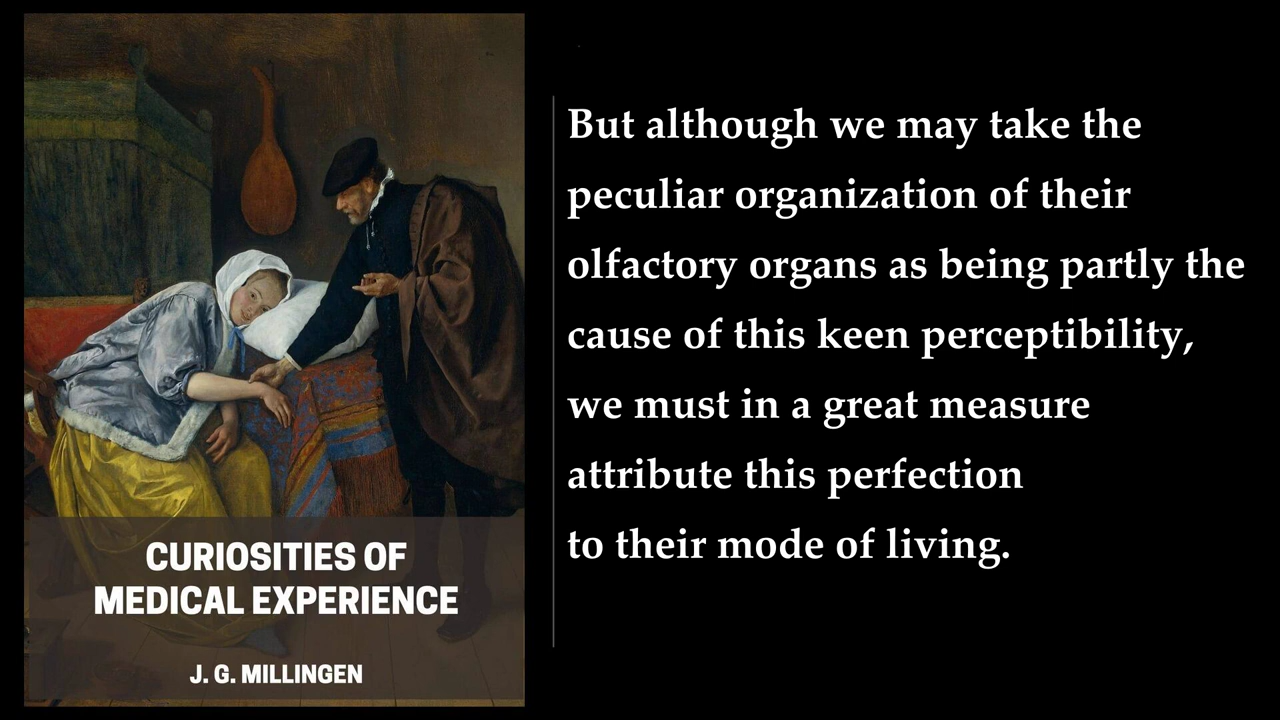 CURIOSITIES OF
MEDICAL EXPERIENCE
J. G. MILLINGEN
But although we may take the
peculiar organization of their
olfactory organs as being partly the
cause of this keen perceptibility,
we must in a great measure
attribute this perfection
to their mode of living.